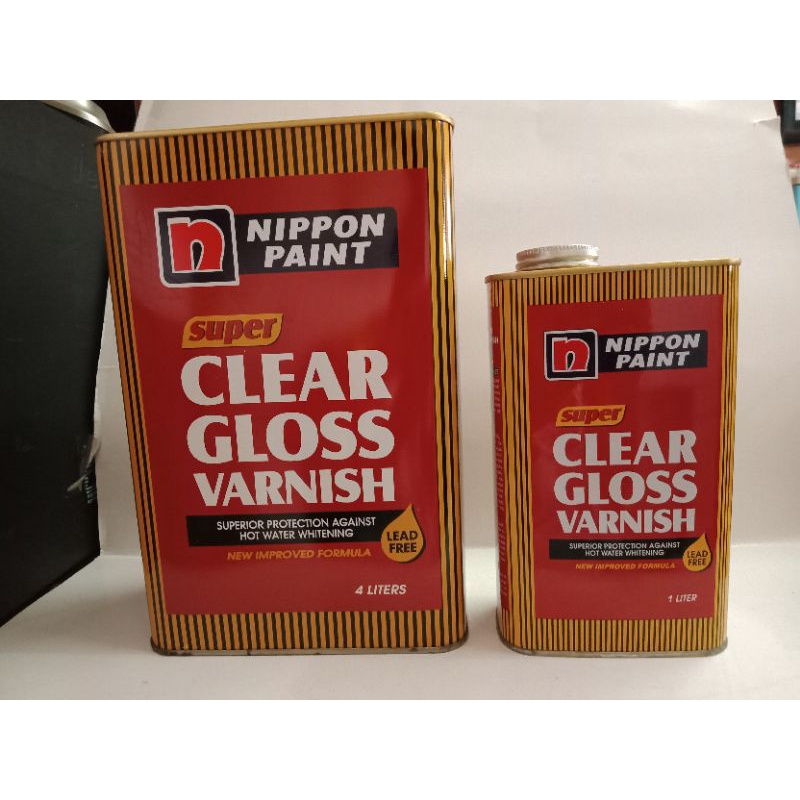 n NIPPON
PAINT
super
CLEAR
GLOSS
VARNISH
SUPERIOR PROTECTION AGAINST
HOT WATER WHITENING
LEAD
FREE
NEW IMPROVED FORMULA
4 LITERS
n NIPPON
PAINT
super
CLEAR
GLOSS
VARNISH
SUPERIOR PROTECTION AGAINST
HOT WATER WHITENING
LEAD
FREE
NEW IMPROVED FORMULA
1 LITER